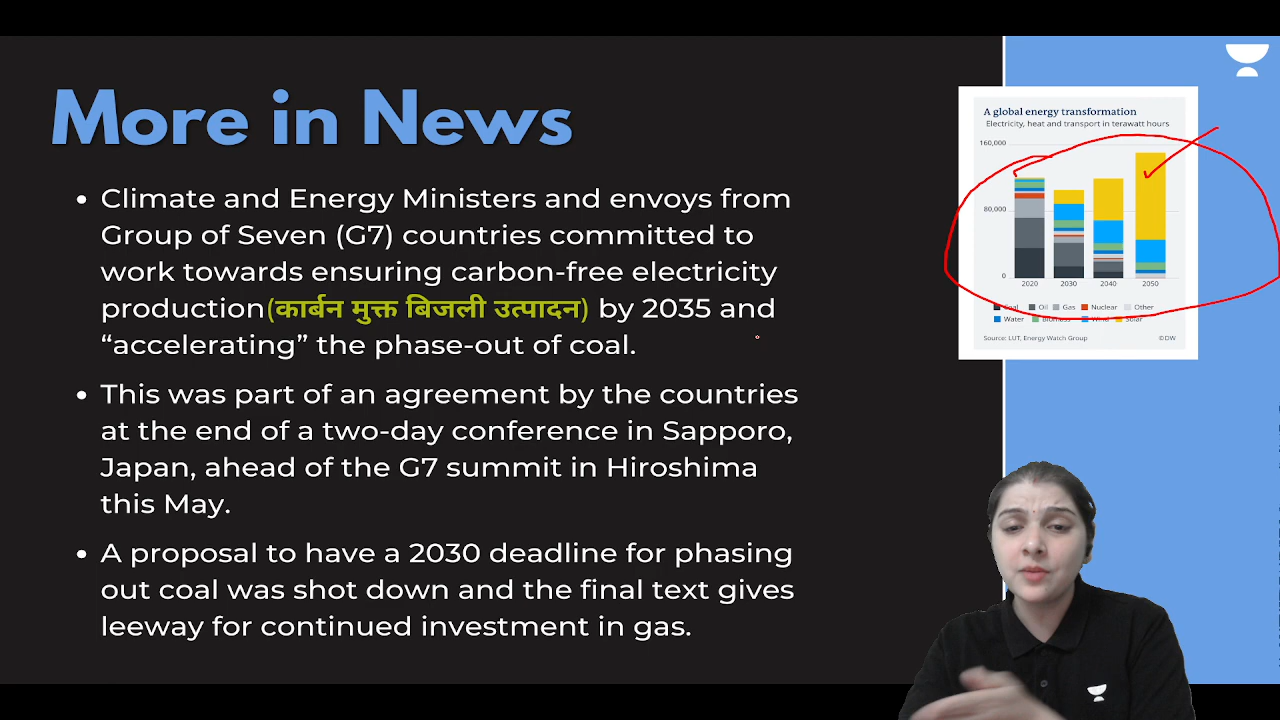 More in News
• Climate and Energy Ministers and envoys from
Group of Seven (G7) countries committed to
work towards ensuring carbon-free electricity
production(कार्बन मुक्त बिजली उत्पादन) by 2035 and
“accelerating” the phase-out of coal.
• This was part of an agreement by the countries
at the end of a two-day conference in Sapporo,
Japan, ahead of the G7 summit in Hiroshima
this May.
• A proposal to have a 2030 deadline for phasing
out coal was shot down and the final text gives
leeway for continued investment in gas.
A global energy transformation
Electricity, heat and transport in terawatt hours
160,000
80,000
0
2020 2030 2040 2050
Coal Oil Gas Nuclear Other
Water Biomass Wind Solar
Source: LUT, Energy Watch Group ©DW